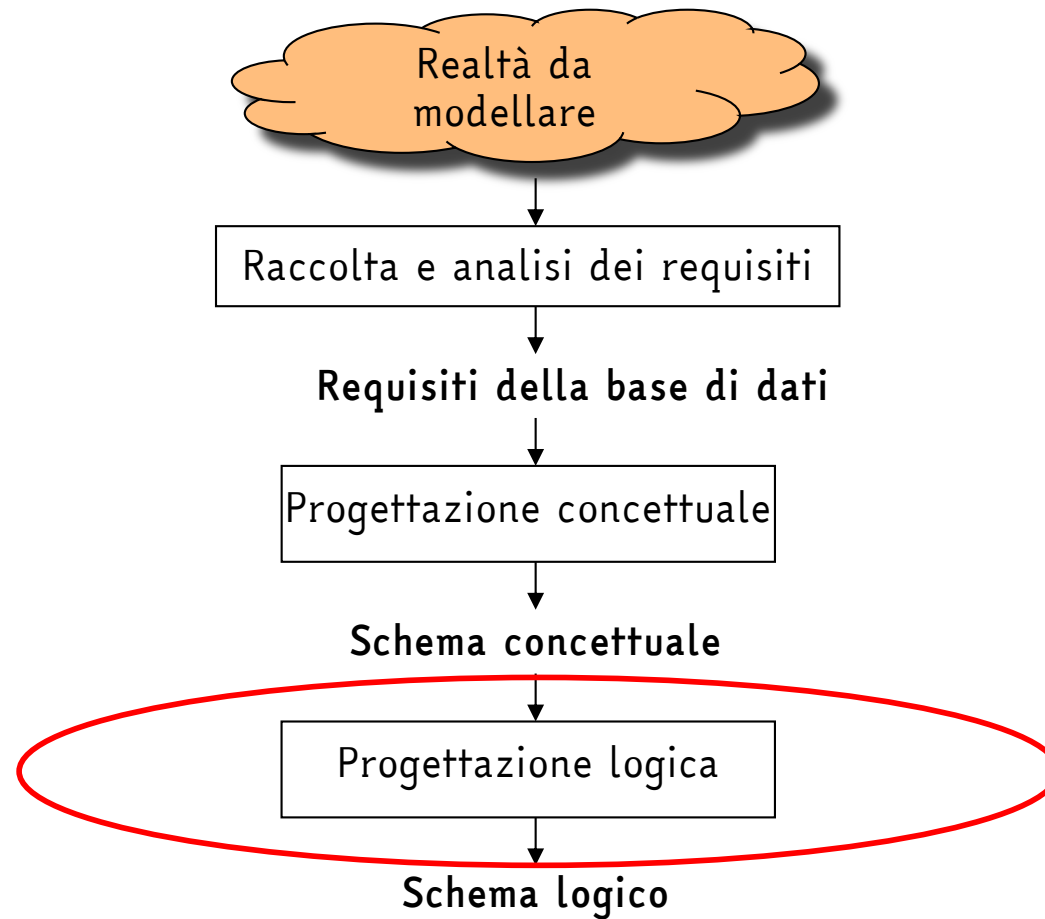 Realtà da
modellare
Raccolta e analisi dei requisiti
Requisiti della base di dati
Progettazione concettuale
Schema concettuale
Progettazione logica
Schema logico